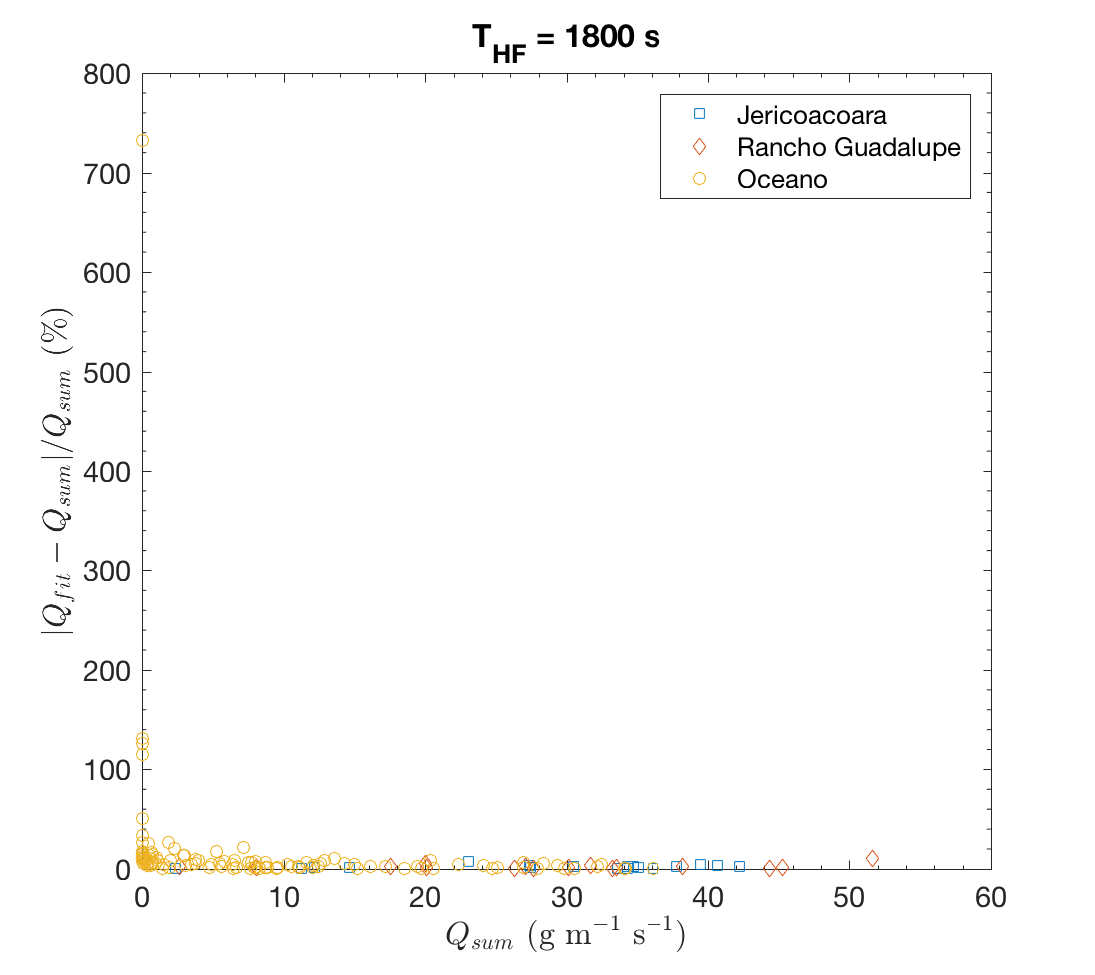 T_HF = 1800 s
800
700
600
500
400
300
200
100
0
|Q_fit − Q_sum|/Q_sum (%)
Jericoacoara
Rancho Guadalupe
Oceano
0 10 20 30 40 50 60
Q_sum (g m⁻¹ s⁻¹)